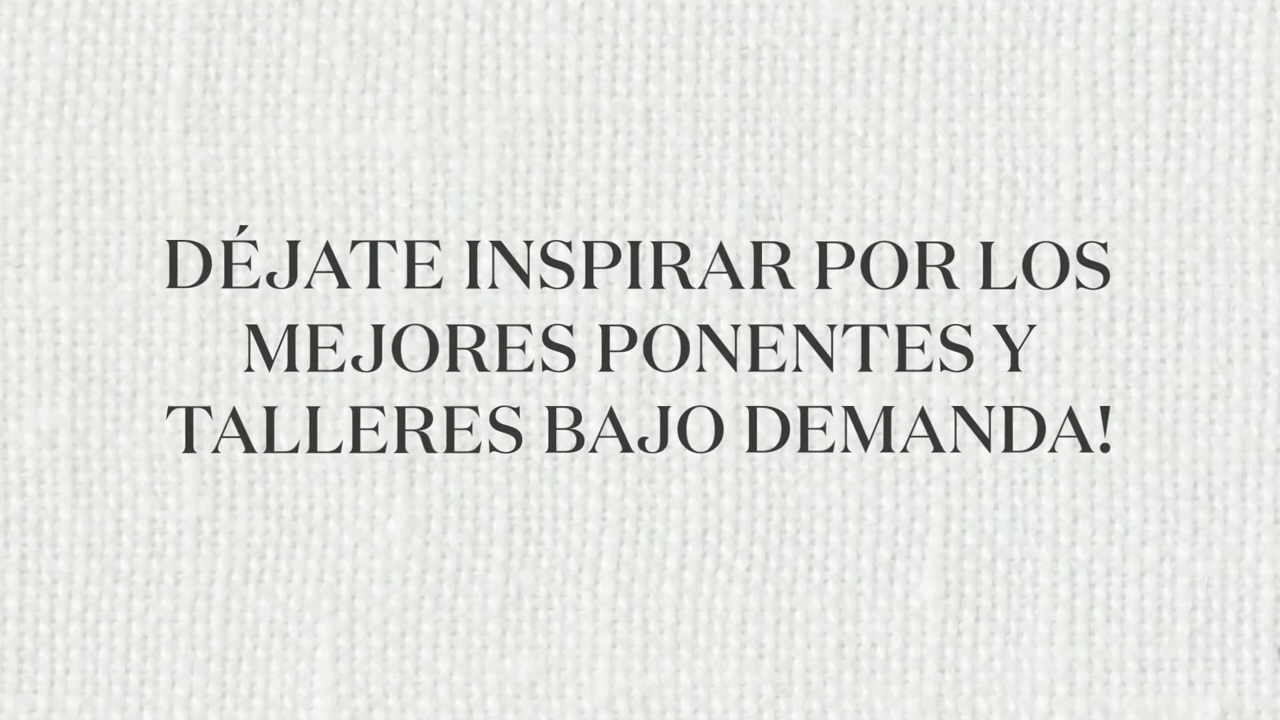 DÉJATE INSPIRAR POR LOS
MEJORES PONENTES Y
TALLERES BAJO DEMANDA!